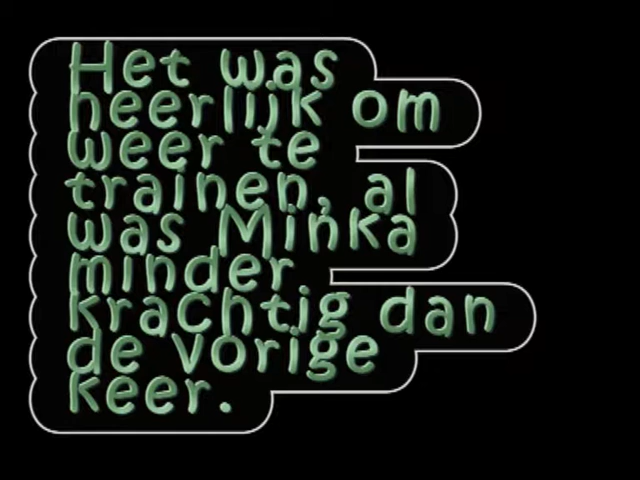 Het was
heerlijk om
weer te
trainen, al
was Minka
minder
krachtig dan
de vorige
keer.